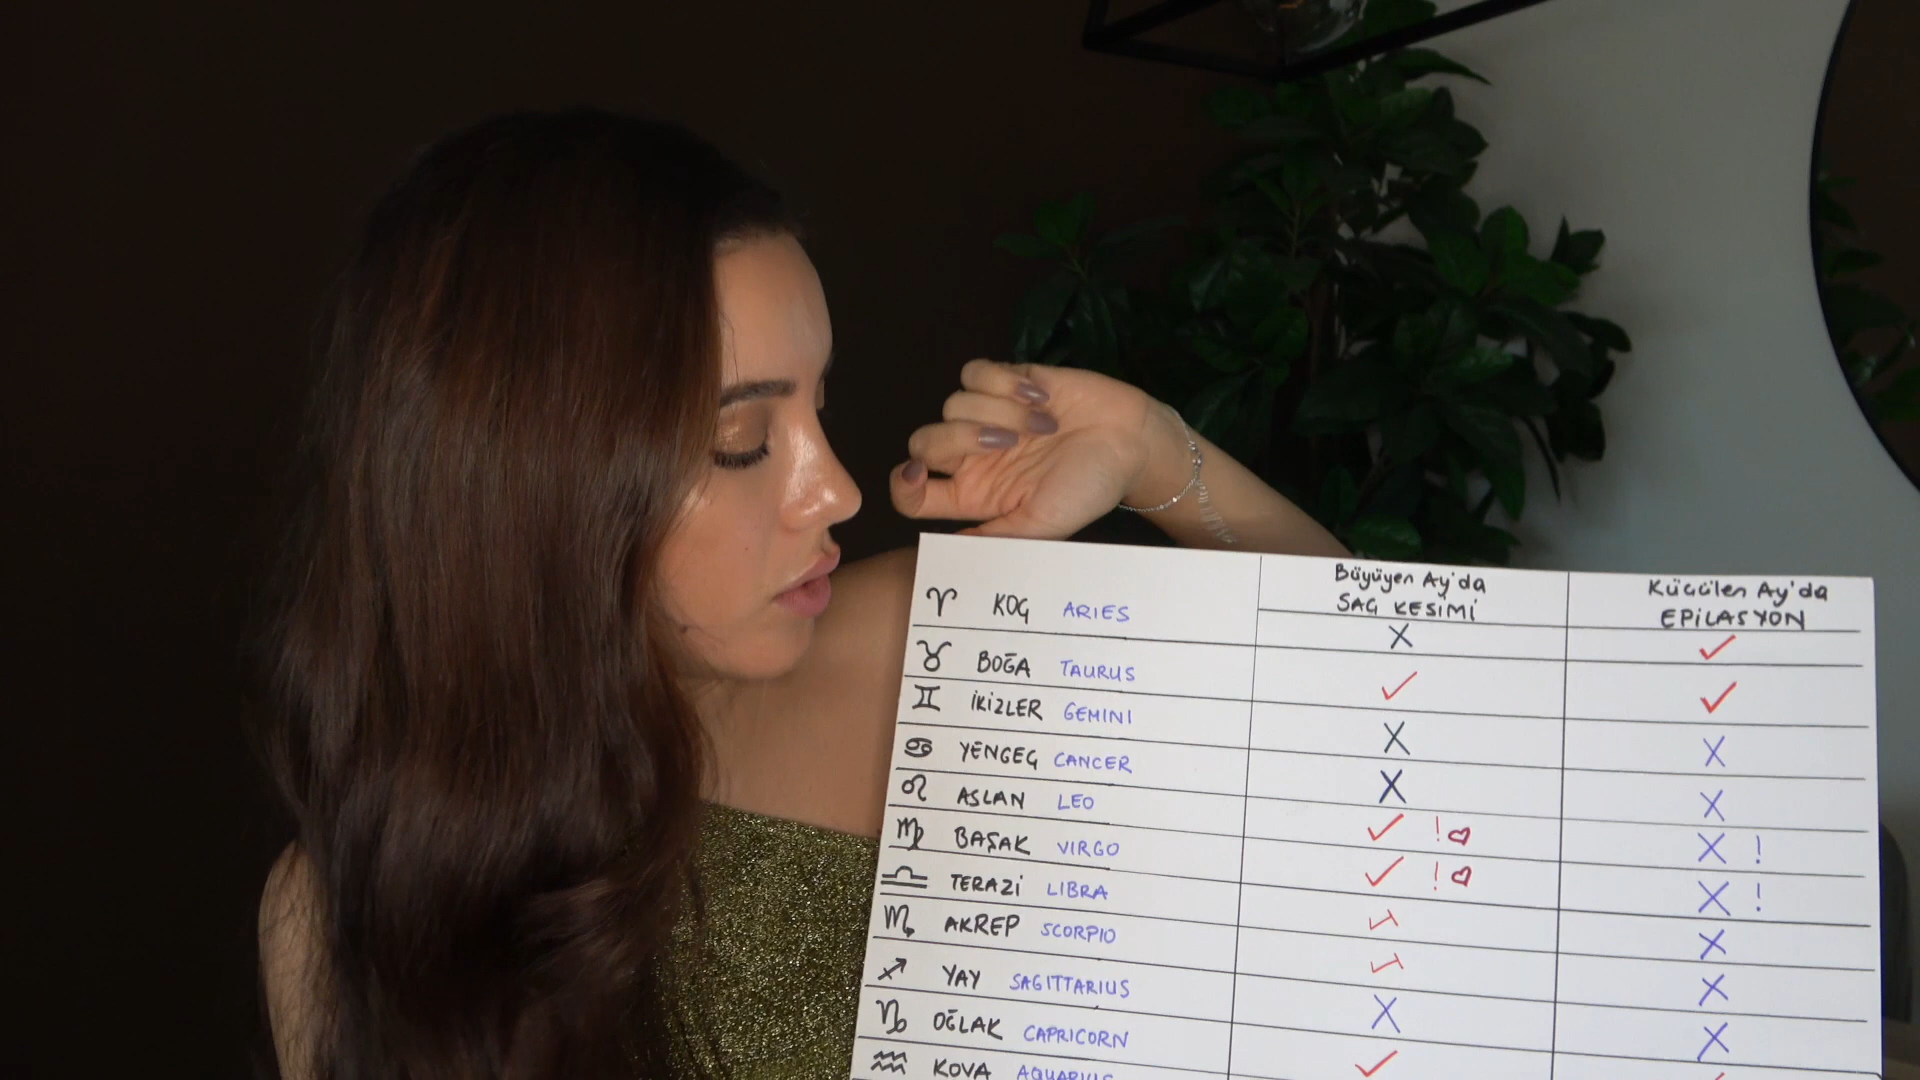 Büyüyen Ay'da
SAÇ KESİMİ
Küçülen Ay'da
EPİLASYON
♈ KOÇ ARIES X ✓
♉ BOĞA TAURUS ✓ ✓
♊ İKİZLER GEMINI X X
♋ YENGEÇ CANCER X X
♌ ASLAN LEO ✓ ! ♡ X !
♍ BAŞAK VIRGO ✓ ! ♡ X !
♎ TERAZİ LIBRA ✓ X
♏ AKREP SCORPIO ✓ X
♐ YAY SAGITTARIUS X X
♑ OĞLAK CAPRICORN ✓
♒ KOVA AQUARIUS